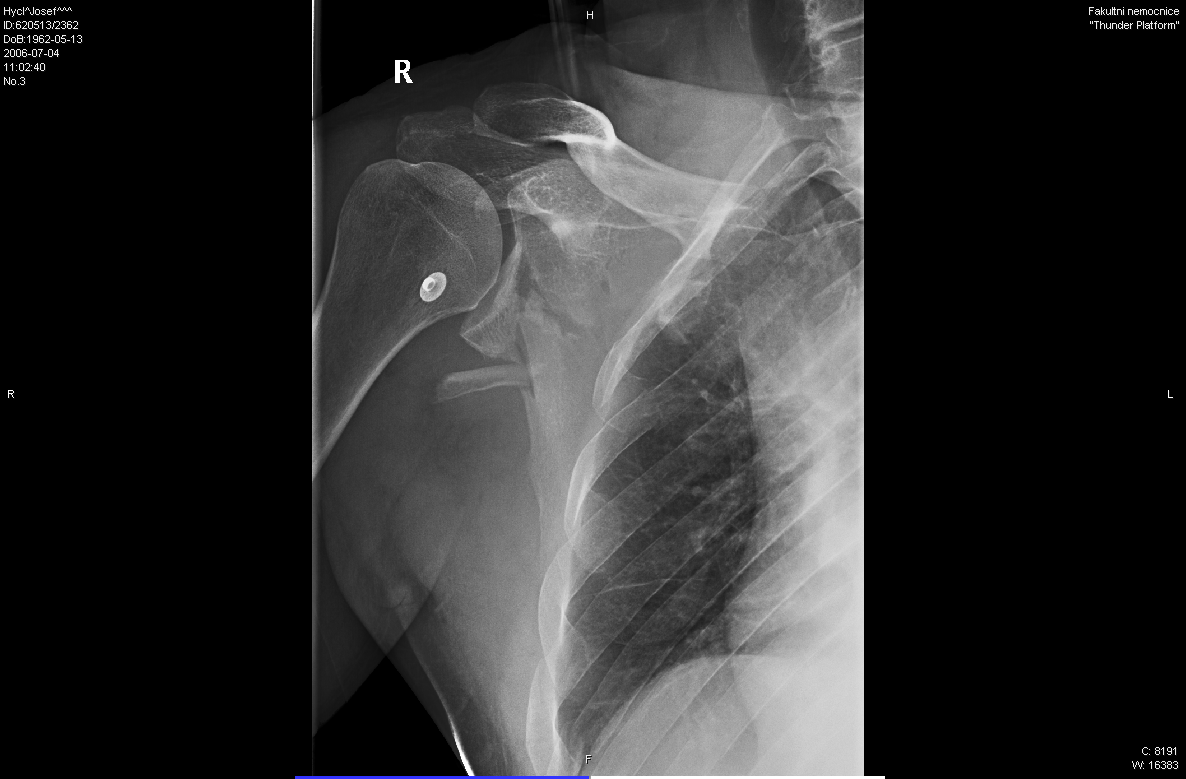 Hycl^Josef^^^
ID:620513/2362
DoB:1962-05-13
2006-07-04
11:02:40
No.3
H
Fakultni nemocnice
"Thunder Platform"
R
R
L
F
C: 8191
W: 16383